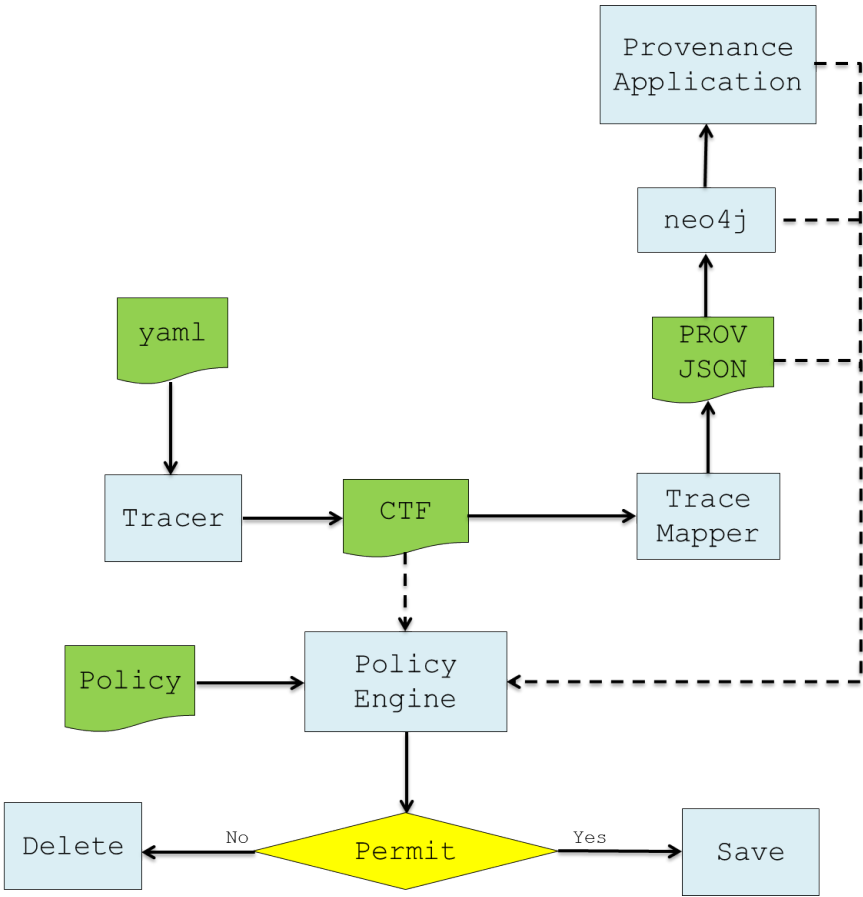 Provenance
Application
neo4j
yaml
PROV
JSON
Tracer
CTF
Trace
Mapper
Policy
Policy
Engine
Delete
No
Permit
Yes
Save